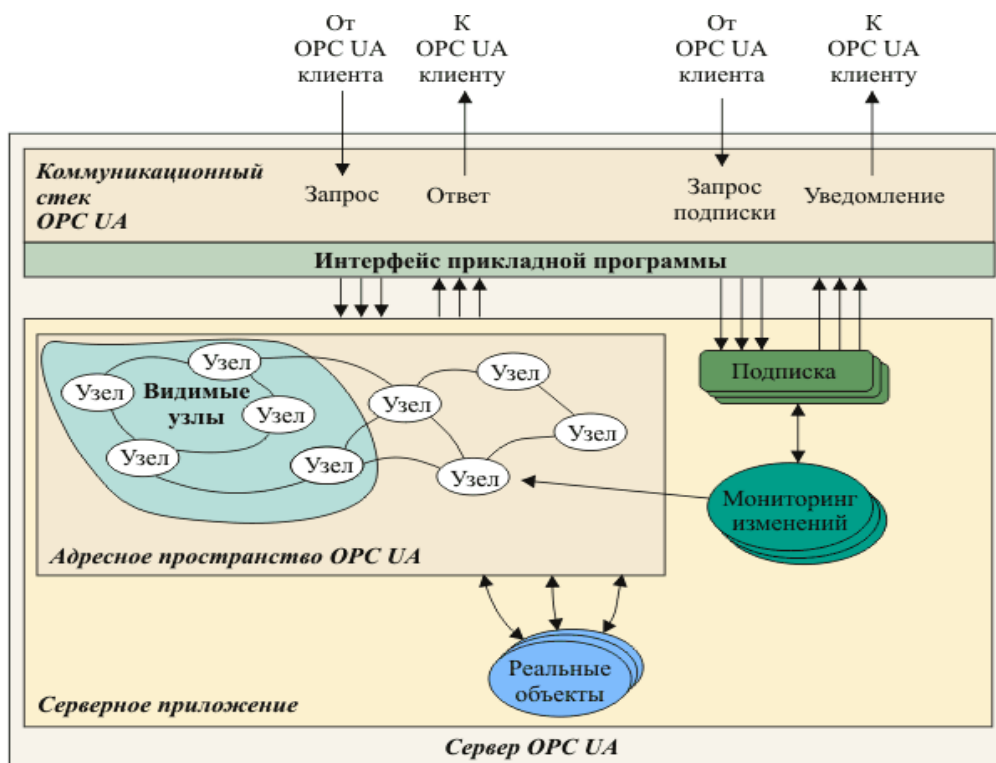 От
OPC UA
клиента
К
OPC UA
клиенту
От
OPC UA
клиента
К
OPC UA
клиенту
Коммуникационный
стек
OPC UA
Запрос
Ответ
Запрос
подписки
Уведомление
Интерфейс прикладной программы
Узел
Узел
Видимые
узлы
Узел
Узел
Узел
Узел
Узел
Узел
Узел
Подписка
Мониторинг
изменений
Адресное пространство OPC UA
Реальные
объекты
Серверное приложение
Сервер OPC UA